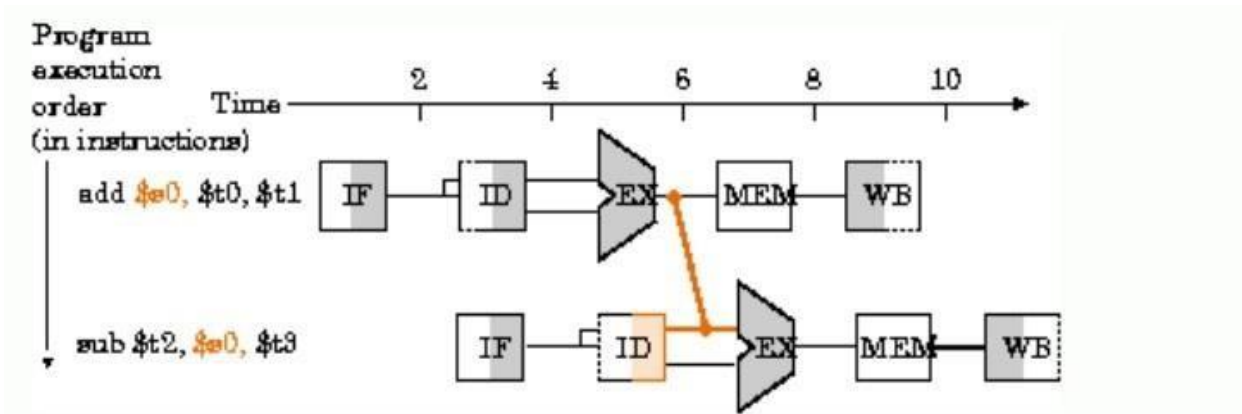 Program
execution
order
(in instructions)
Time
2 4 6 8 10
add $s0, $t0, $t1
IF ID EX MEM WB
sub $t2, $s0, $t3
IF ID EX MEM WB